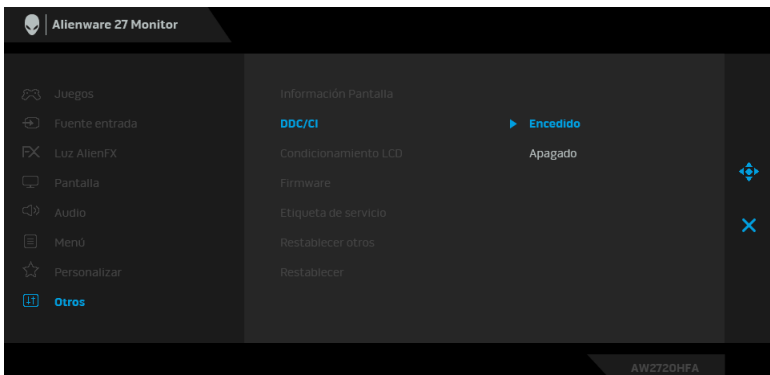 Alienware 27 Monitor
Juegos
Información Pantalla
Fuente entrada
DDC/CI
Encedido
FX Luz AlienFX
Condicionamiento LCD
Apagado
Pantalla
Firmware
Audio
Etiqueta de servicio
Menú
Restablecer otros
Personalizar
Restablecer
Otros
AW2720HFA